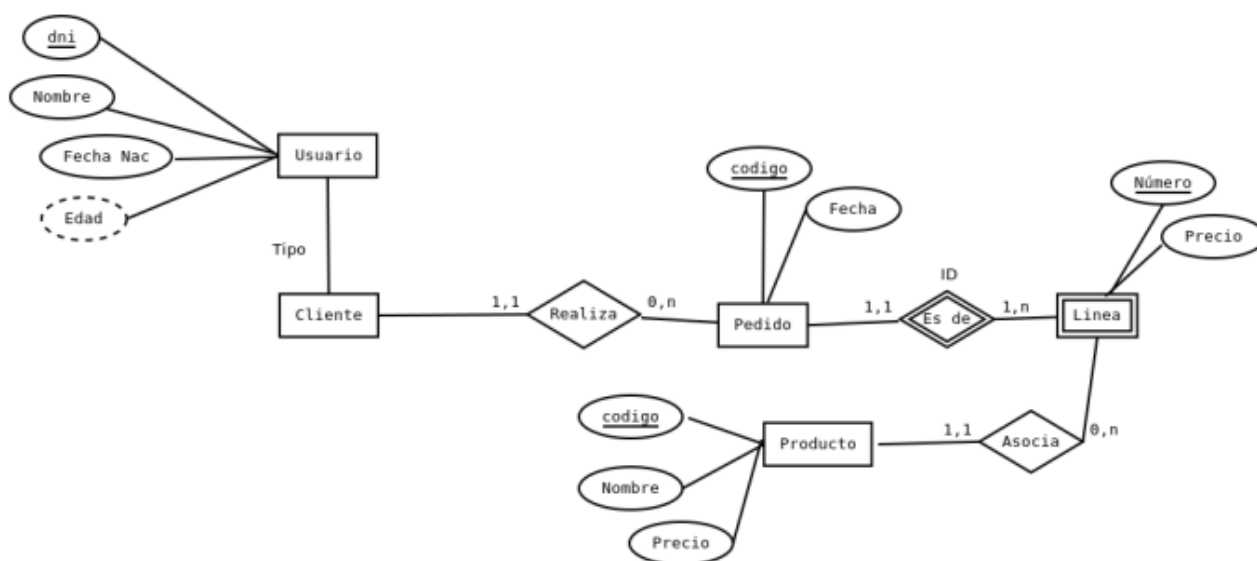 dni
Nombre
Fecha Nac
Edad
Usuario
Tipo
Cliente
1,1
Realiza
0,n
codigo
Fecha
Pedido
1,1
ID
Es de
1,n
Número
Precio
Linea
codigo
Nombre
Precio
Producto
1,1
Asocia
0,n